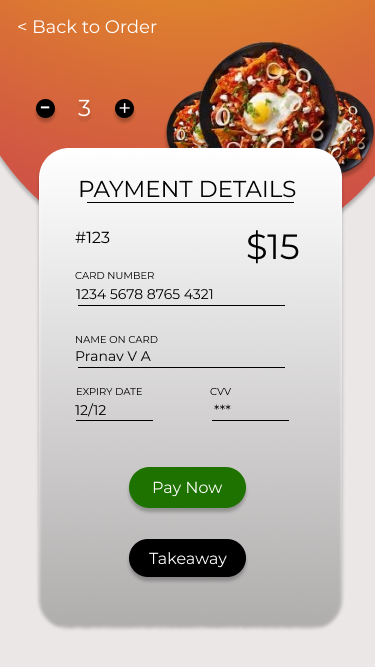 < Back to Order
- 3 +
PAYMENT DETAILS
#123
$15
CARD NUMBER
1234 5678 8765 4321
NAME ON CARD
Pranav V A
EXPIRY DATE CVV
12/12 ***
Pay Now
Takeaway